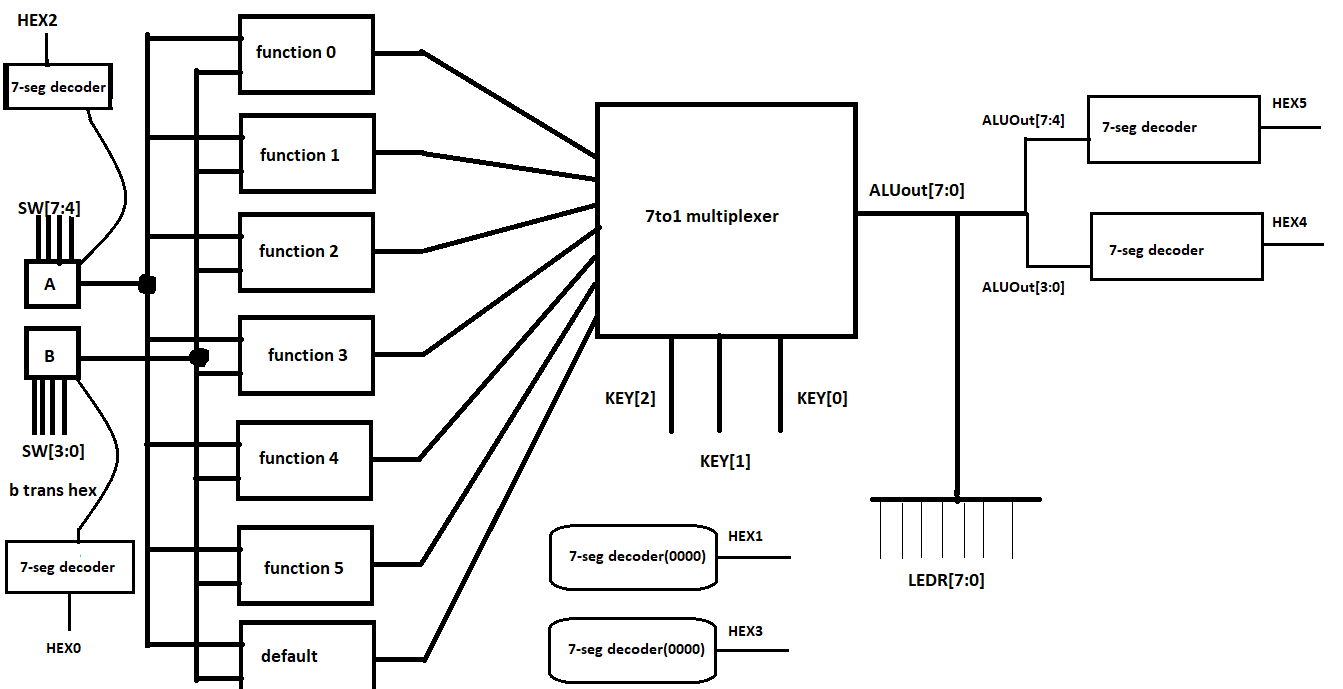 HEX2
7-seg decoder
SW[7:4]
A
B
SW[3:0]
b trans hex
7-seg decoder
HEX0
function 0
function 1
function 2
function 3
function 4
function 5
default
7to1 multiplexer
KEY[2]
KEY[0]
KEY[1]
7-seg decoder(0000)
HEX1
7-seg decoder(0000)
HEX3
ALUout[7:0]
LEDR[7:0]
ALUOut[7:4]
7-seg decoder
HEX5
7-seg decoder
HEX4
ALUOut[3:0]